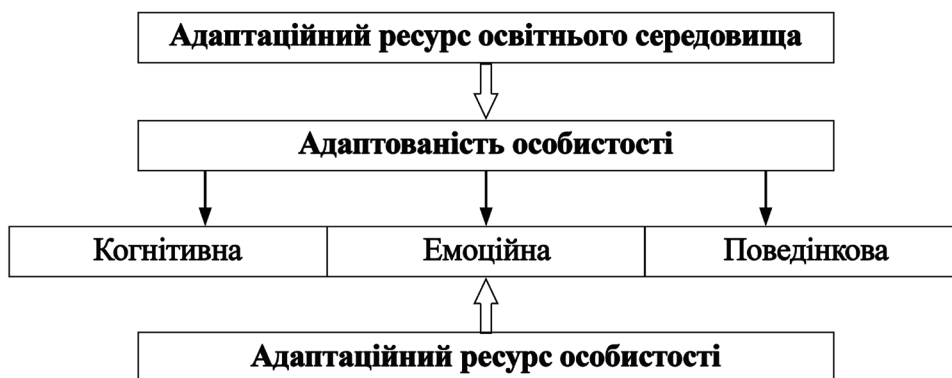 Адаптаційний ресурс освітнього середовища
Адаптованість особистості
Когнітивна
Емоційна
Поведінкова
Адаптаційний ресурс особистості